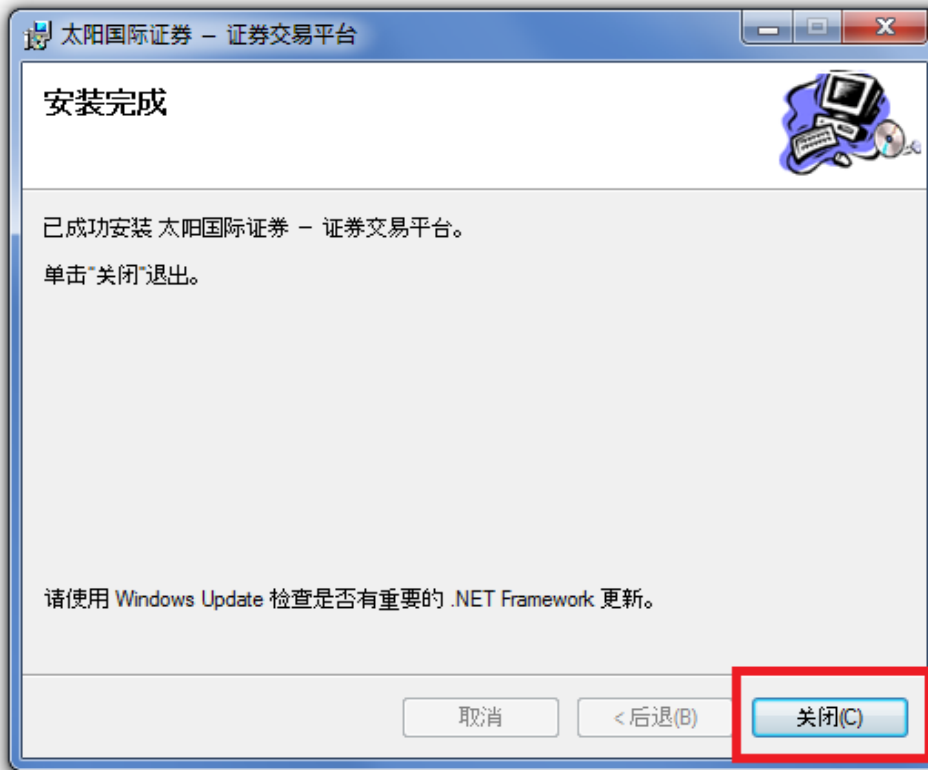 太阳国际证券 – 证券交易平台
安装完成
已成功安装 太阳国际证券 – 证券交易平台。
单击"关闭"退出。
请使用 Windows Update 检查是否有重要的 .NET Framework 更新。
取消
< 后退(B)
关闭(C)